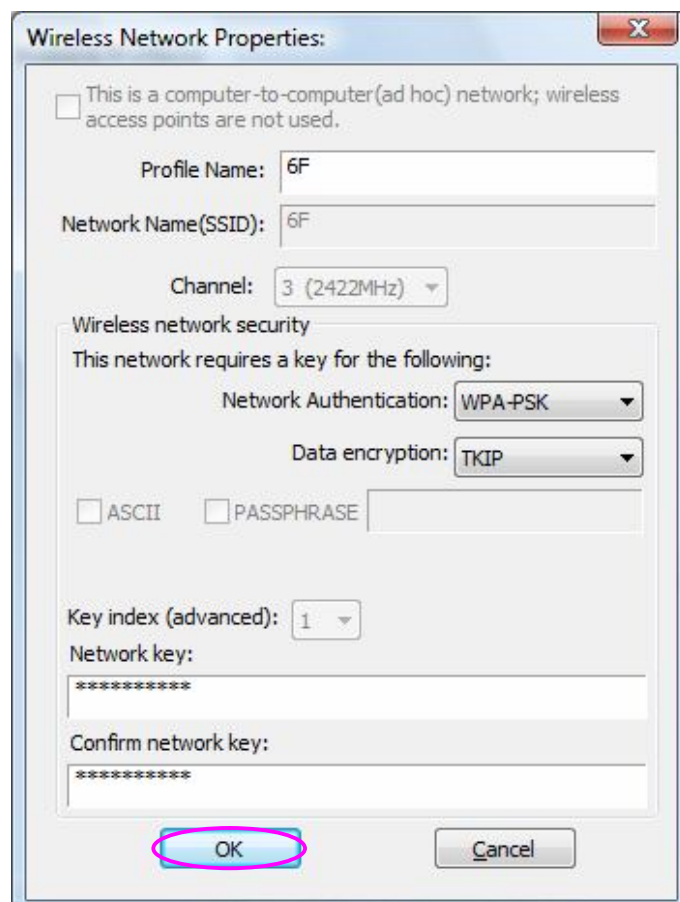 Wireless Network Properties:
This is a computer-to-computer(ad hoc) network; wireless
access points are not used.
Profile Name: 6F
Network Name(SSID): 6F
Channel: 3 (2422MHz)
Wireless network security
This network requires a key for the following:
Network Authentication: WPA-PSK
Data encryption: TKIP
ASCII PASSPHRASE
Key index (advanced): 1
Network key:
**********
Confirm network key:
**********
OK Cancel